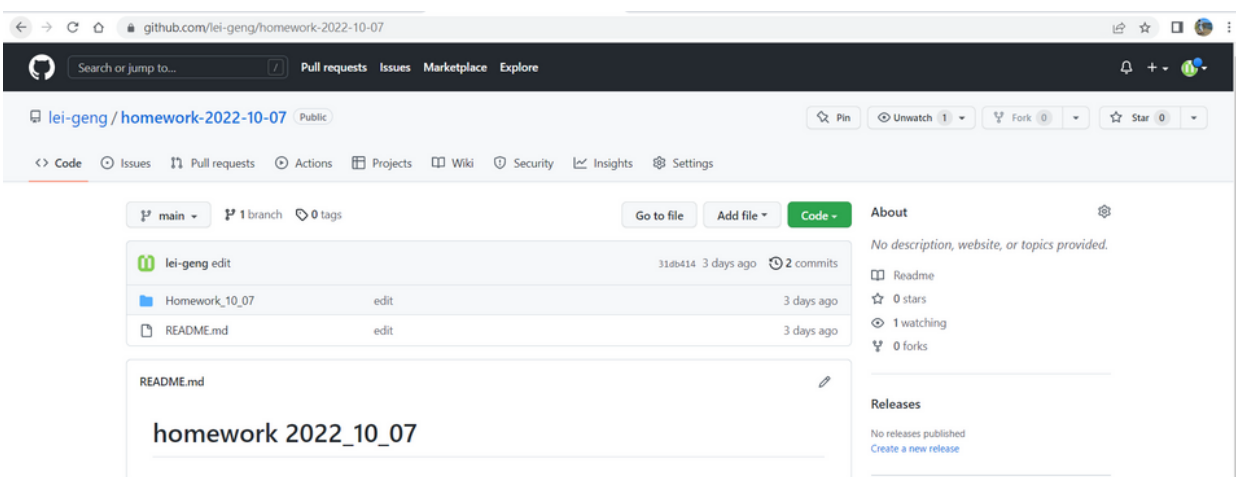 github.com/lei-geng/homework-2022-10-07
Search or jump to... / Pull requests Issues Marketplace Explore
lei-geng / homework-2022-10-07 Public Pin Unwatch 1 Fork 0 Star 0
<> Code Issues Pull requests Actions Projects Wiki Security Insights Settings
main 1 branch 0 tags Go to file Add file Code
lei-geng edit 31db414 3 days ago 2 commits
Homework_10_07 edit 3 days ago
README.md edit 3 days ago
README.md
homework 2022_10_07
About
No description, website, or topics provided.
Readme
0 stars
1 watching
0 forks
Releases
No releases published
Create a new release